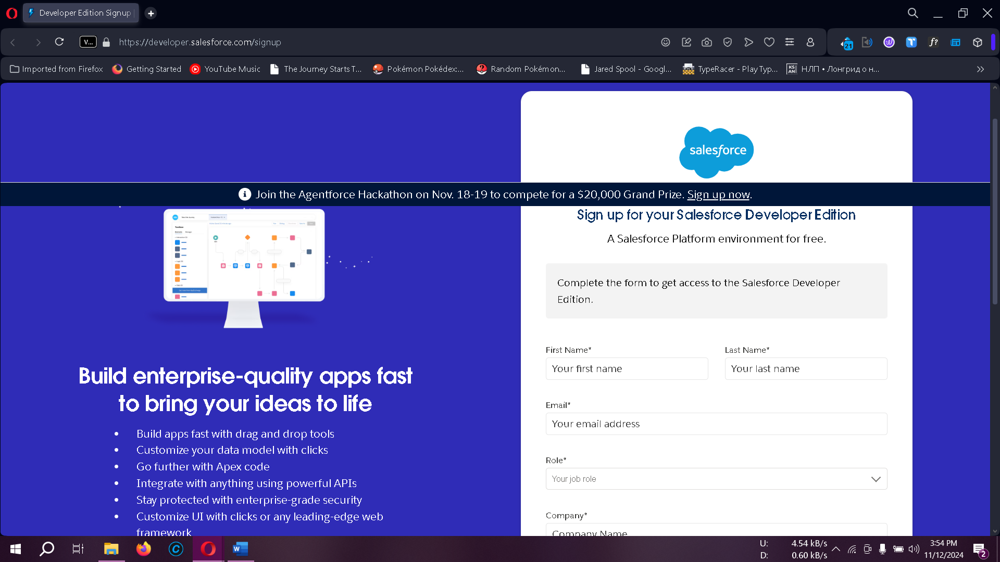 Developer Edition Signup |
V...
https://developer.salesforce.com/signup
21
f?
Imported from Firefox
Getting Started
YouTube Music
The Journey Starts T...
Pokémon Pokédex:...
Random Pokémon...
Jared Spool - Googl...
TypeRacer - Play Typ...
KS
AN
НЛП • Лонгрид о н...
salesforce
Join the Agentforce Hackathon on Nov. 18-19 to compete for a $20,000 Grand Prize. Sign up now.
Sign up for your Salesforce Developer Edition
A Salesforce Platform environment for free.
Complete the form to get access to the Salesforce Developer
Edition.
First Name*
Last Name*
Your first name
Your last name
Email*
Your email address
Role*
Your job role
Company*
Company Name
Build enterprise-quality apps fast
to bring your ideas to life
• Build apps fast with drag and drop tools
• Customize your data model with clicks
• Go further with Apex code
• Integrate with anything using powerful APIs
• Stay protected with enterprise-grade security
• Customize UI with clicks or any leading-edge web
framework
U: 4.54 kB/s
D: 0.60 kB/s
3:54 PM
11/12/2024
2